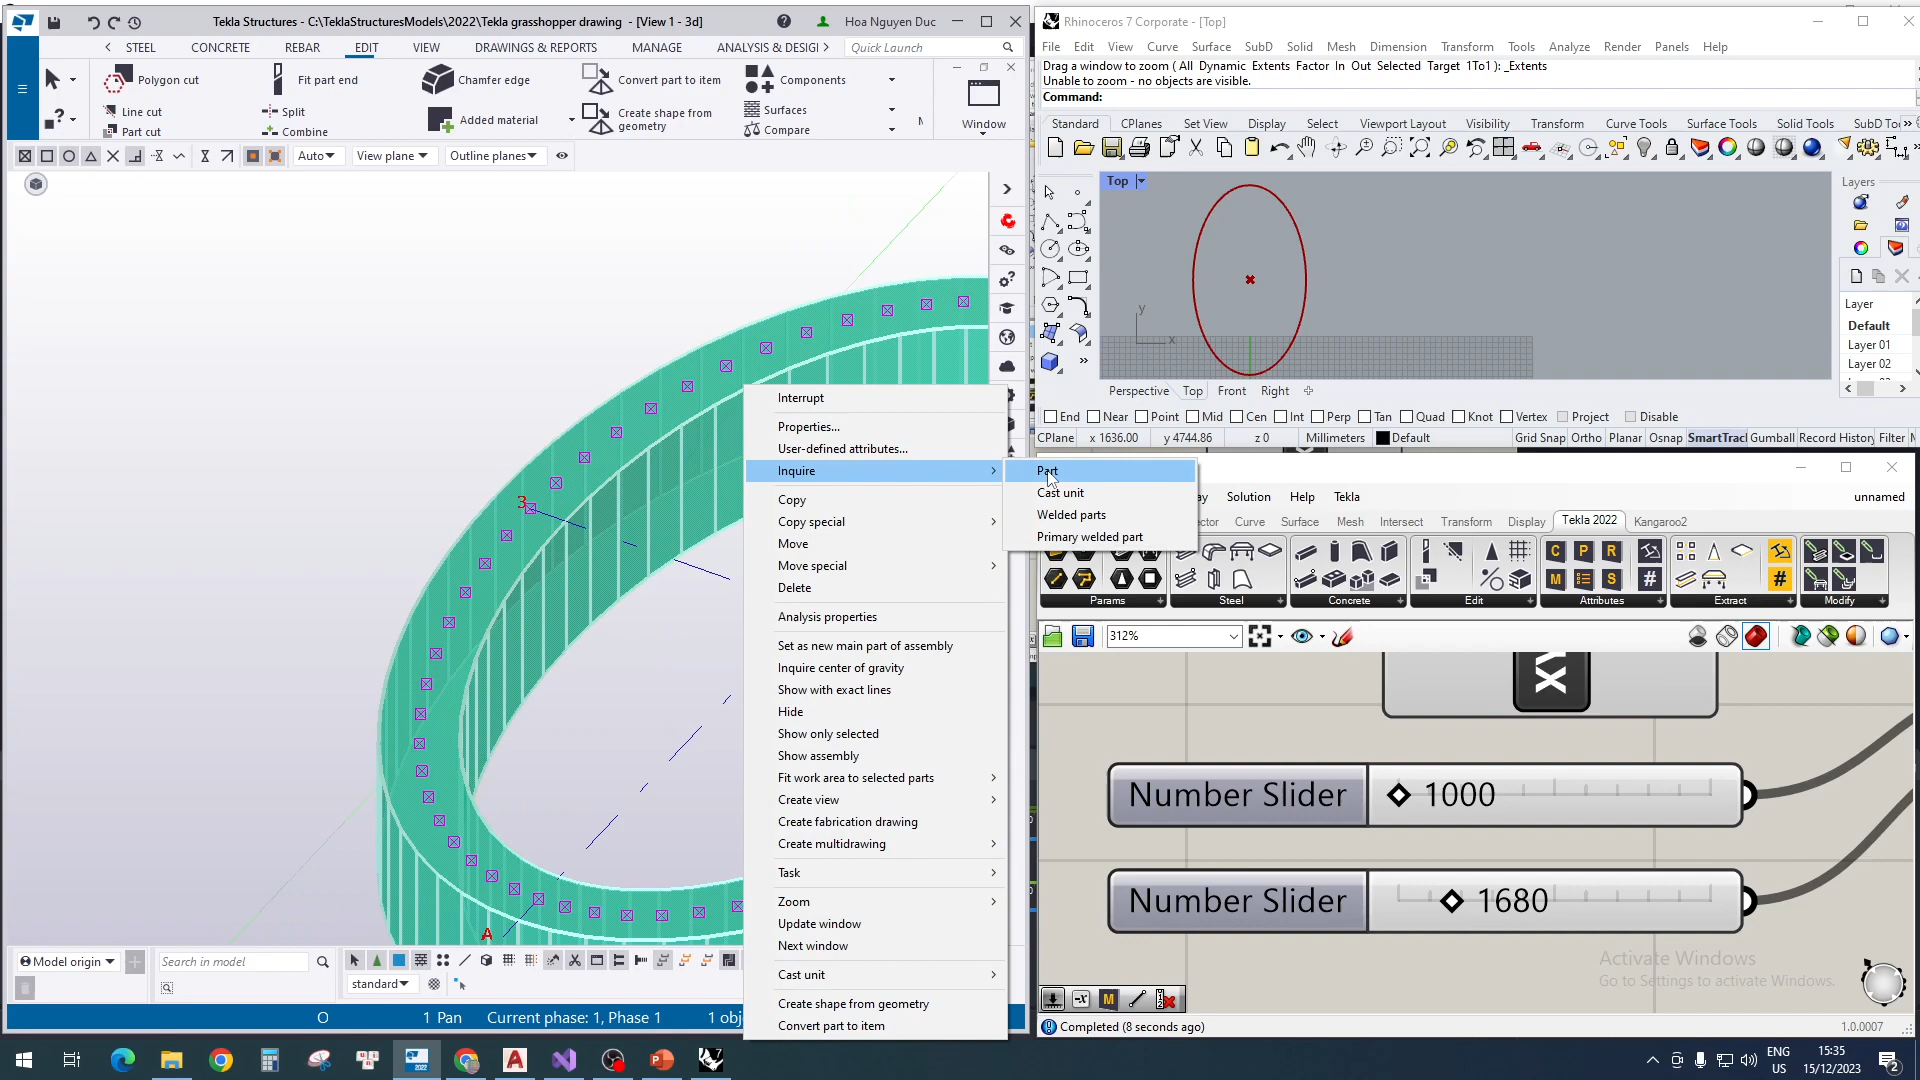 Tekla Structures - C:\TeklaStructuresModels\2022\Tekla grasshopper drawing - [View 1 - 3d]
Hoa Nguyen Duc
STEEL CONCRETE REBAR EDIT VIEW DRAWINGS & REPORTS MANAGE ANALYSIS & DESIGI
Quick Launch
Polygon cut
Fit part end
Chamfer edge
Convert part to item
Components
Line cut
Split
Added material
Create shape from
geometry
Surfaces
Part cut
Combine
Compare
Window
Auto
View plane
Outline planes
3
A
Interrupt
Properties...
User-defined attributes...
Inquire
Copy
Copy special
Move
Move special
Delete
Analysis properties
Set as new main part of assembly
Inquire center of gravity
Show with exact lines
Hide
Show only selected
Show assembly
Fit work area to selected parts
Create view
Create fabrication drawing
Create multidrawing
Task
Zoom
Update window
Next window
Cast unit
Create shape from geometry
Convert part to item
Part
Cast unit
Welded parts
Primary welded part
Model origin
Search in model
standard
O 1 Pan Current phase: 1, Phase 1 1 obj
Rhinoceros 7 Corporate - [Top]
File Edit View Curve Surface SubD Solid Mesh Dimension Transform Tools Analyze Render Panels Help
Drag a window to zoom ( All Dynamic Extents Factor In Out Selected Target 1To1 ): _Extents
Unable to zoom - no objects are visible.
Command:
Standard CPlanes Set View Display Select Viewport Layout Visibility Transform Curve Tools Surface Tools Solid Tools SubD To
Top
y
x
Layers
Layer
Default
Layer 01
Layer 02
Perspective Top Front Right
End Near Point Mid Cen Int Perp Tan Quad Knot Vertex Project Disable
CPlane x 1636.00 y 4744.86 z 0 Millimeters Default Grid Snap Ortho Planar Osnap SmartTrac Gumball Record History Filter
ay Solution Help Tekla
unnamed
ector Curve Surface Mesh Intersect Transform Display Tekla 2022 Kangaroo2
C P R
M S #
#
Params Steel Concrete Edit Attributes Extract Modify
312%
Number Slider 1000
Number Slider 1680
Activate Windows
Go to Settings to activate Windows.
-x M
Completed (8 seconds ago)
1.0.0007
2022
ENG
US
15:35
15/12/2023
2